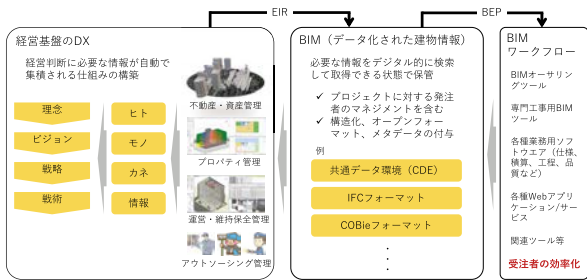 EIR
BEP
経営基盤のDX
経営判断に必要な情報が自動で
集積される仕組みの構築
理念
ビジョン
戦略
戦術
ヒト
モノ
カネ
情報
不動産・資産管理
プロパティ管理
運営・維持保全管理
アウトソーシング管理
BIM（データ化された建物情報）
必要な情報をデジタル的に検索
して取得できる状態で保管
✓ プロジェクトに対する発注
者のマネジメントを含む
✓ 構造化、オープンフォー
マット、メタデータの付与
例
共通データ環境（CDE）
IFCフォーマット
COBieフォーマット
・
・
・
BIM
ワークフロー
BIMオーサリン
グツール
専門工事用BIM
ツール
各種業務用ソフ
トウエア（仕様、
積算、工程、品
質など）
各種Webアプリ
ケーション/サー
ビス
関連ツール等
受注者の効率化